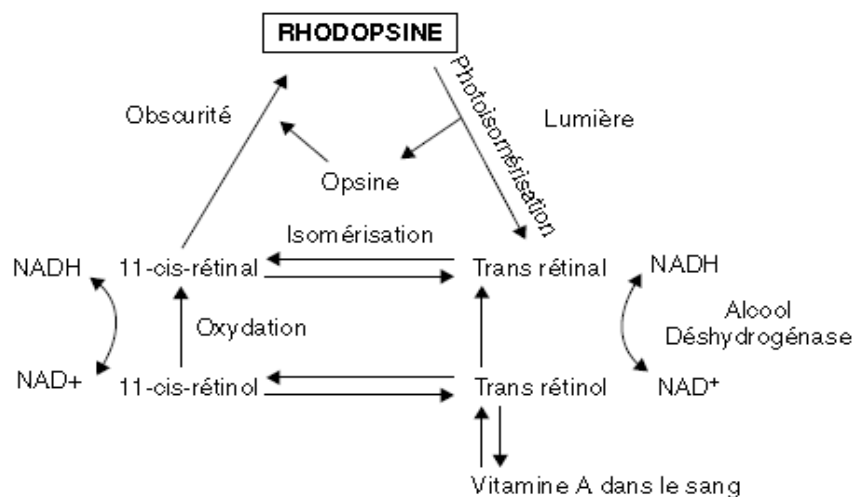 RHODOPSINE
Photoisomérisation
Obscurité
Lumière
Opsine
Isomérisation
NADH
11-cis-rétinal
Trans rétinal
NADH
Oxydation
Alcool
Déshydrogénase
NAD+
11-cis-rétinol
Trans rétinol
NAD⁺
Vitamine A dans le sang